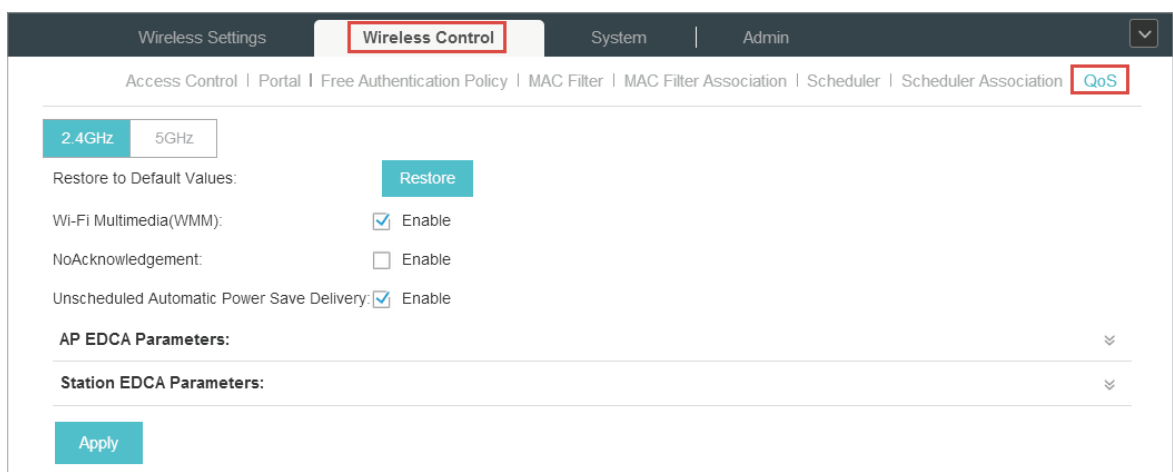 Wireless Settings Wireless Control System | Admin
Access Control | Portal | Free Authentication Policy | MAC Filter | MAC Filter Association | Scheduler | Scheduler Association QoS
2.4GHz 5GHz
Restore to Default Values: Restore
Wi-Fi Multimedia(WMM): Enable
NoAcknowledgement: Enable
Unscheduled Automatic Power Save Delivery: Enable
AP EDCA Parameters:
Station EDCA Parameters:
Apply